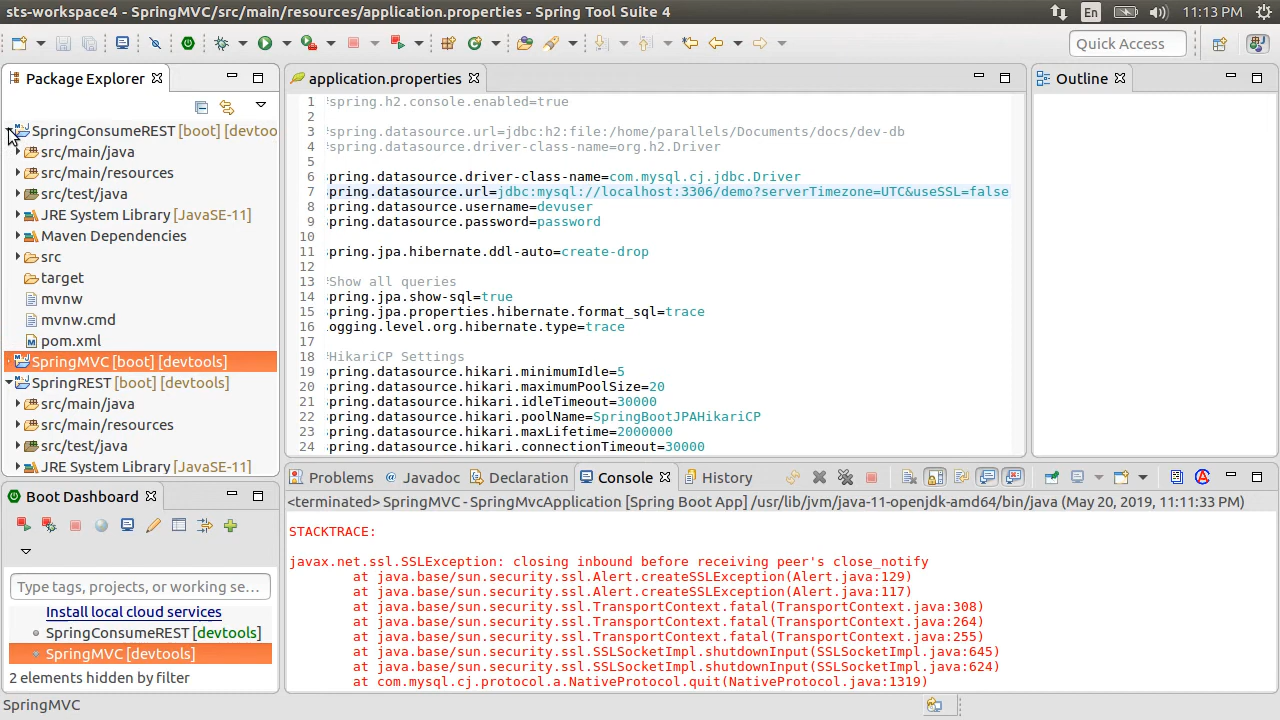 sts-workspace4 - SpringMVC/src/main/resources/application.properties - Spring Tool Suite 4
En
11:13 PM
Quick Access
Package Explorer
SpringConsumeREST [boot] [devtoo
src/main/java
src/main/resources
src/test/java
JRE System Library [JavaSE-11]
Maven Dependencies
src
target
mvnw
mvnw.cmd
pom.xml
SpringMVC [boot] [devtools]
SpringREST [boot] [devtools]
src/main/java
src/main/resources
src/test/java
JRE System Library [JavaSE-11]
application.properties
1 #spring.h2.console.enabled=true
2
3 #spring.datasource.url=jdbc:h2:file:/home/parallels/Documents/docs/dev-db
4 #spring.datasource.driver-class-name=org.h2.Driver
5
6 spring.datasource.driver-class-name=com.mysql.cj.jdbc.Driver
7 spring.datasource.url=jdbc:mysql://localhost:3306/demo?serverTimezone=UTC&useSSL=false
8 spring.datasource.username=devuser
9 spring.datasource.password=password
10
11 spring.jpa.hibernate.ddl-auto=create-drop
12
13 #Show all queries
14 spring.jpa.show-sql=true
15 spring.jpa.properties.hibernate.format_sql=trace
16 logging.level.org.hibernate.type=trace
17
18 #HikariCP Settings
19 spring.datasource.hikari.minimumIdle=5
20 spring.datasource.hikari.maximumPoolSize=20
21 spring.datasource.hikari.idleTimeout=30000
22 spring.datasource.hikari.poolName=SpringBootJPAHikariCP
23 spring.datasource.hikari.maxLifetime=2000000
24 spring.datasource.hikari.connectionTimeout=30000
Outline
Boot Dashboard
Type tags, projects, or working se...
Install local cloud services
SpringConsumeREST [devtools]
SpringMVC [devtools]
2 elements hidden by filter
Problems
@ Javadoc
Declaration
Console
History
<terminated> SpringMVC - SpringMvcApplication [Spring Boot App] /usr/lib/jvm/java-11-openjdk-amd64/bin/java (May 20, 2019, 11:11:33 PM)
STACKTRACE:
javax.net.ssl.SSLException: closing inbound before receiving peer's close_notify
at java.base/sun.security.ssl.Alert.createSSLException(Alert.java:129)
at java.base/sun.security.ssl.Alert.createSSLException(Alert.java:117)
at java.base/sun.security.ssl.TransportContext.fatal(TransportContext.java:308)
at java.base/sun.security.ssl.TransportContext.fatal(TransportContext.java:264)
at java.base/sun.security.ssl.TransportContext.fatal(TransportContext.java:255)
at java.base/sun.security.ssl.SSLSocketImpl.shutdownInput(SSLSocketImpl.java:645)
at java.base/sun.security.ssl.SSLSocketImpl.shutdownInput(SSLSocketImpl.java:624)
at com.mysql.cj.protocol.a.NativeProtocol.quit(NativeProtocol.java:1319)
SpringMVC